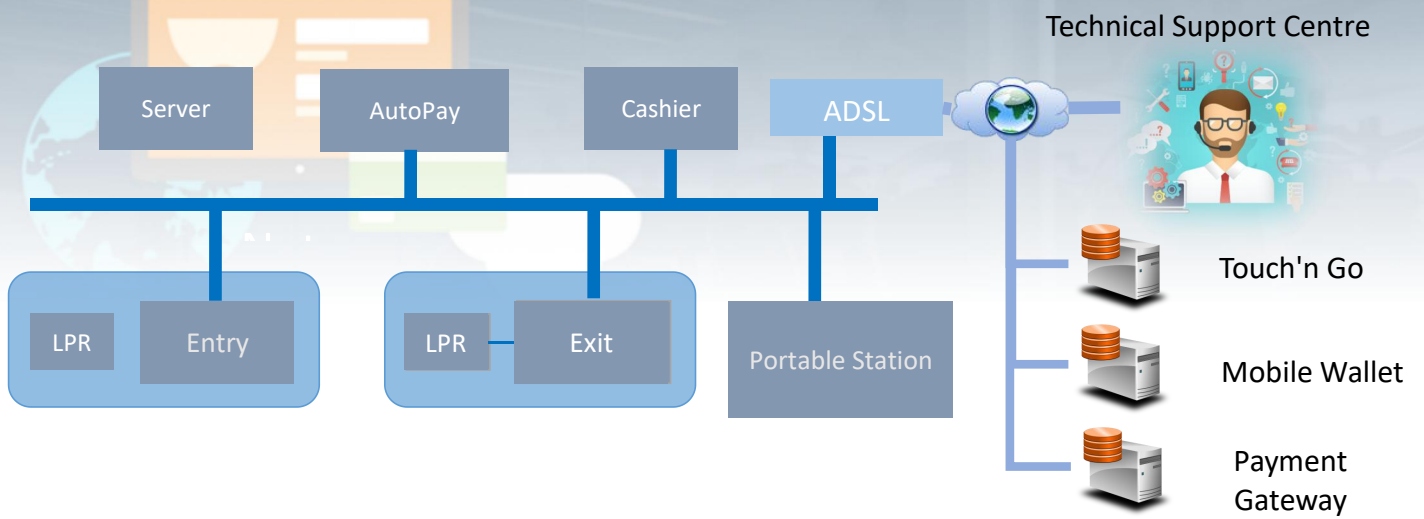 Technical Support Centre
Server
AutoPay
Cashier
ADSL
Touch'n Go
LPR
Entry
LPR
Exit
Portable Station
Mobile Wallet
Payment
Gateway